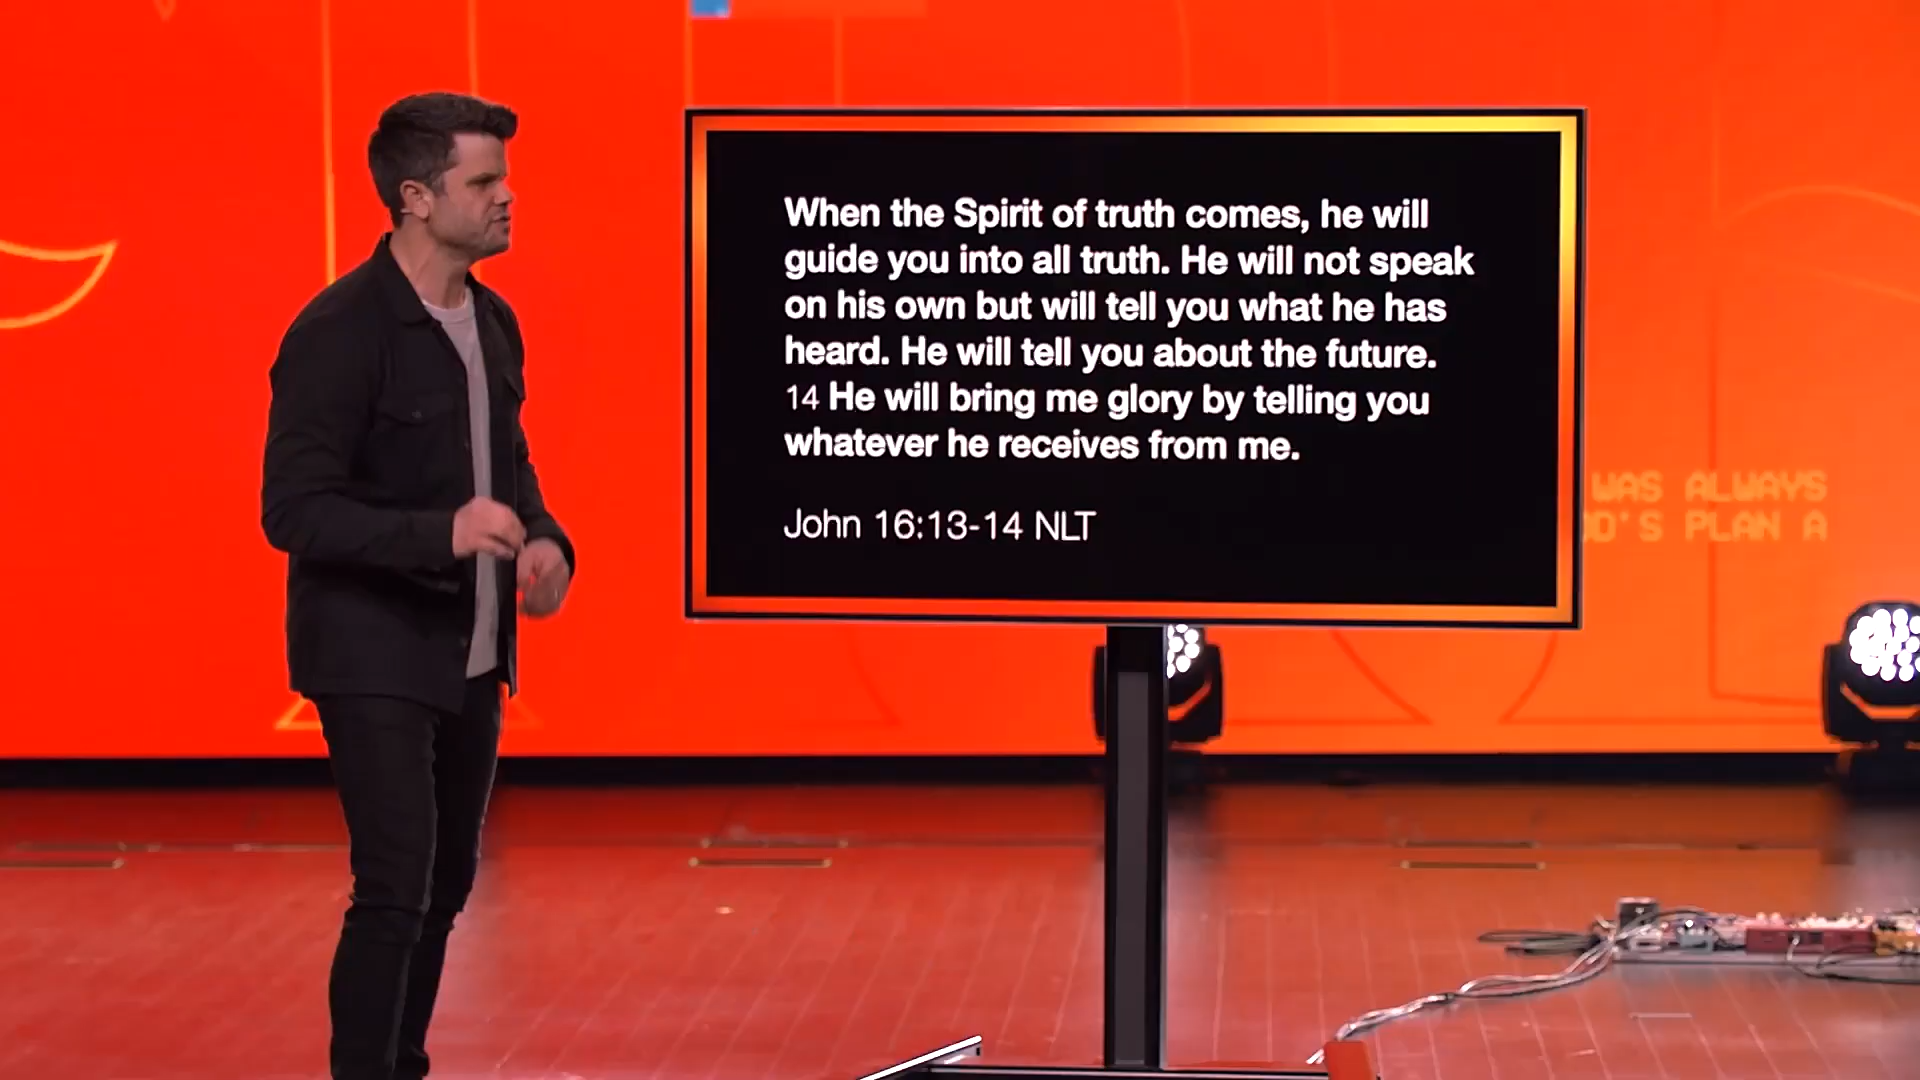 When the Spirit of truth comes, he will
guide you into all truth. He will not speak
on his own but will tell you what he has
heard. He will tell you about the future.
14 He will bring me glory by telling you
whatever he receives from me.
John 16:13-14 NLT
WAS ALWAYS
PLAN A